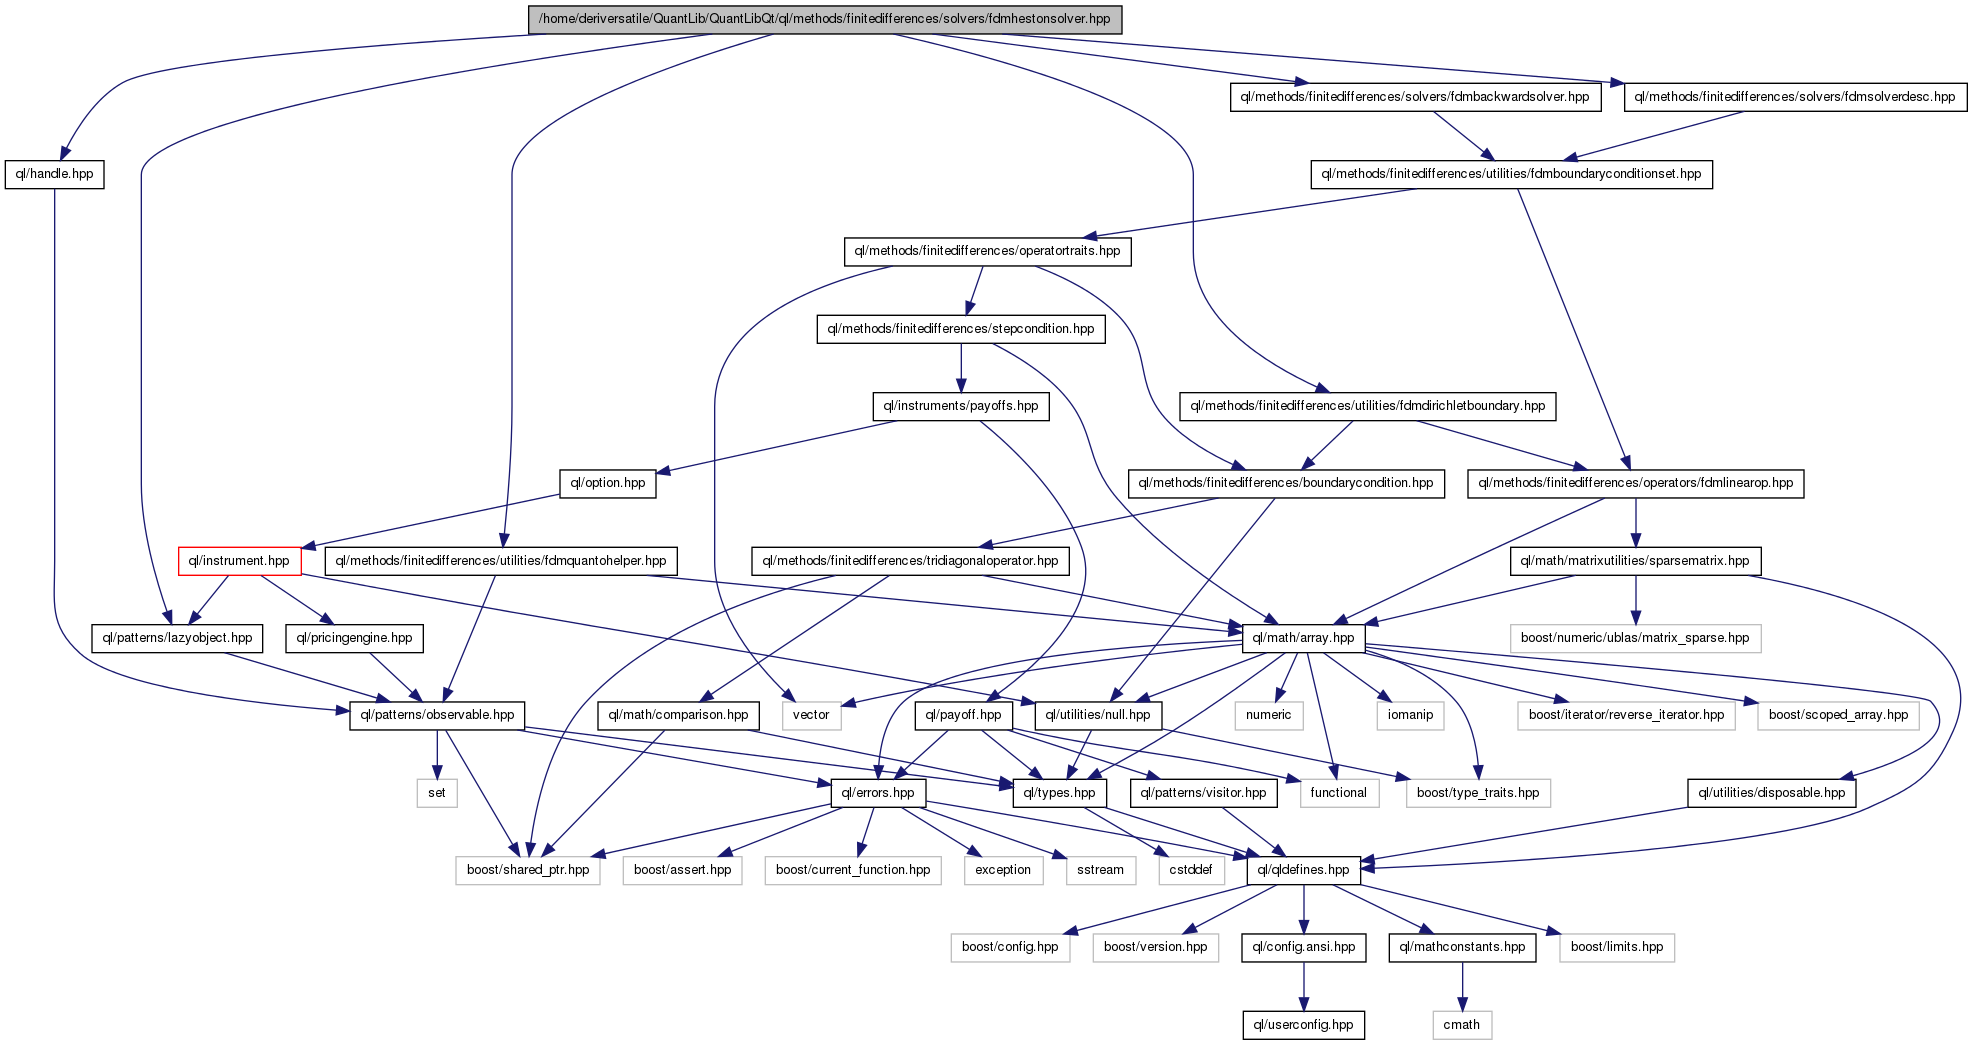 /home/deriversatile/QuantLib/QuantLibQt/ql/methods/finitedifferences/solvers/fdmhestonsolver.hpp
ql/methods/finitedifferences/solvers/fdmbackwardsolver.hpp
ql/methods/finitedifferences/solvers/fdmsolverdesc.hpp
ql/handle.hpp
ql/methods/finitedifferences/utilities/fdmboundaryconditionset.hpp
ql/methods/finitedifferences/operatortraits.hpp
ql/methods/finitedifferences/stepcondition.hpp
ql/instruments/payoffs.hpp
ql/methods/finitedifferences/utilities/fdmdirichletboundary.hpp
ql/option.hpp
ql/methods/finitedifferences/boundarycondition.hpp
ql/methods/finitedifferences/operators/fdmlinearop.hpp
ql/instrument.hpp
ql/methods/finitedifferences/utilities/fdmquantohelper.hpp
ql/methods/finitedifferences/tridiagonaloperator.hpp
ql/math/matrixutilities/sparsematrix.hpp
ql/patterns/lazyobject.hpp
ql/pricingengine.hpp
ql/math/array.hpp
boost/numeric/ublas/matrix_sparse.hpp
ql/patterns/observable.hpp
ql/math/comparison.hpp
vector
ql/payoff.hpp
ql/utilities/null.hpp
numeric
iomanip
boost/iterator/reverse_iterator.hpp
boost/scoped_array.hpp
set
ql/errors.hpp
ql/types.hpp
ql/patterns/visitor.hpp
functional
boost/type_traits.hpp
ql/utilities/disposable.hpp
boost/shared_ptr.hpp
boost/assert.hpp
boost/current_function.hpp
exception
sstream
cstddef
ql/qldefines.hpp
boost/config.hpp
boost/version.hpp
ql/config.ansi.hpp
ql/mathconstants.hpp
boost/limits.hpp
ql/userconfig.hpp
cmath